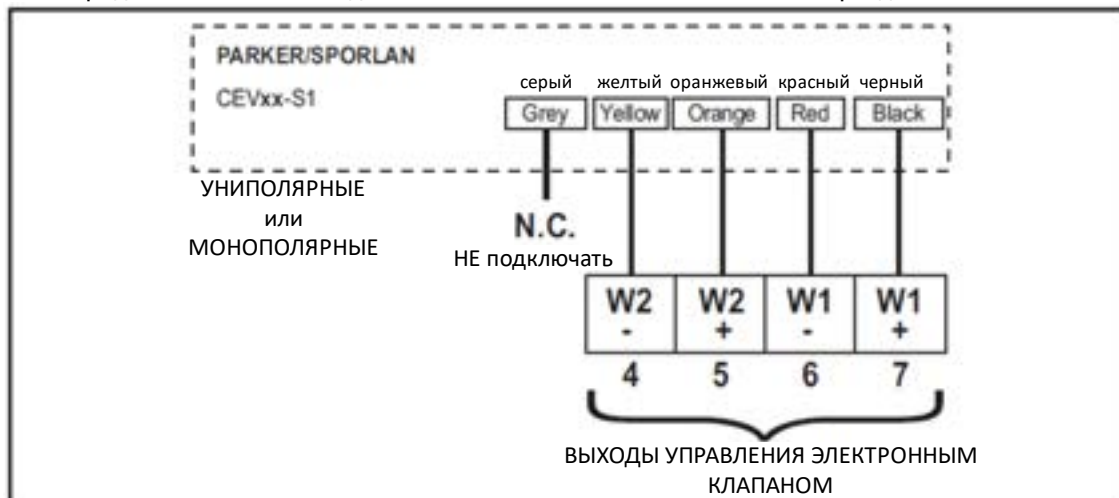 PARKER/SPORLAN
CEVxx-S1
серый желтый оранжевый красный черный
Grey Yellow Orange Red Black
УНИПОЛЯРНЫЕ
или
МОНОПОЛЯРНЫЕ
N.C.
НЕ подключать
W2 W2 W1 W1
- + - +
4 5 6 7
ВЫХОДЫ УПРАВЛЕНИЯ ЭЛЕКТРОННЫМ
КЛАПАНОМ